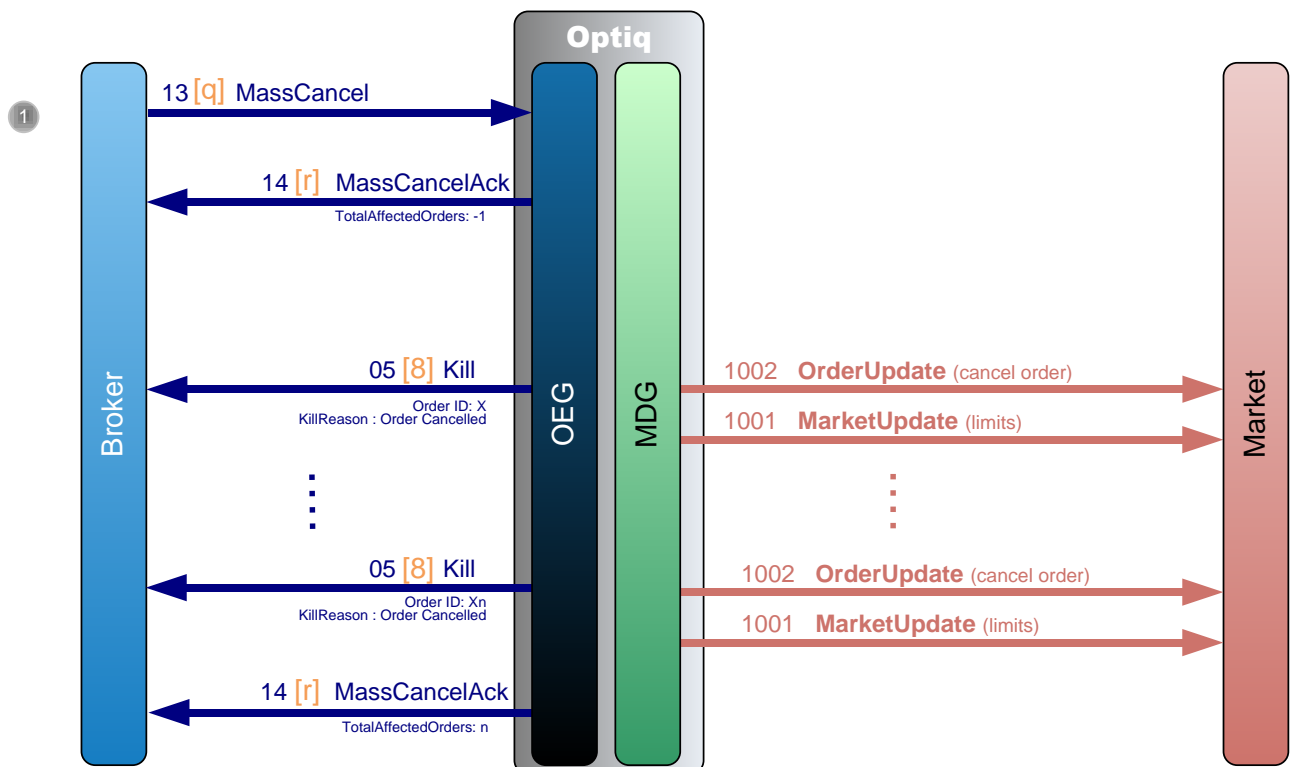 Optiq
1
13 [q] MassCancel
14 [r] MassCancelAck
TotalAffectedOrders: -1
05 [8] Kill
Order ID: X
KillReason : Order Cancelled
1002 OrderUpdate (cancel order)
1001 MarketUpdate (limits)
Broker
OEG
MDG
Market
05 [8] Kill
Order ID: Xn
KillReason : Order Cancelled
1002 OrderUpdate (cancel order)
1001 MarketUpdate (limits)
14 [r] MassCancelAck
TotalAffectedOrders: n